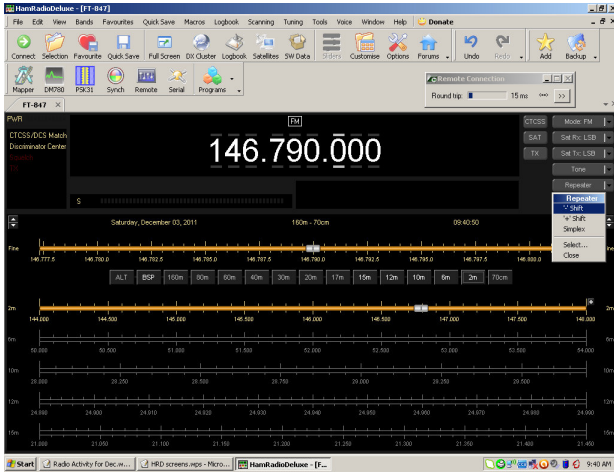 HamRadioDeluxe - [FT-847]
File Edit View Bands Favourites Quick Save Macros Logbook Scanning Tuning Tools Voice Window Help Donate
Connect Selection Favourite Quick Save Full Screen DX Cluster Logbook Satellites SW Data Sliders Customise Options Forums Undo Redo Add Backup
Mapper DM780 PSK31 Synch Remote Serial Programs
Remote Connection
Round trip: 15 ms >>
FT-847 ×
PWR
FM
CTCSS Mode: FM
CTCSS/DCS Match
SAT Sat Rx: LSB
Discriminator Center
146.790.000
TX Sat Tx: LSB
Squelch
TX
Tone
Repeater
Repeater
'-' Shift
'+' Shift
Simplex
Select...
Close
S
Saturday, December 03, 2011 160m - 70cm 09:40:50
Fine Fine
146.777.5 146.780.0 146.782.5 146.785.0 146.787.5 146.790.0 146.792.5 146.795.0 146.797.5 146.800.0
ALT BSP 160m 80m 60m 40m 30m 20m 17m 15m 12m 10m 6m 2m 70cm
2m 2m
144.000 144.500 145.000 145.500 146.000 146.500 147.000 147.500 148.000
6m 6m
50.000 50.500 51.000 51.500 52.000 52.500 53.000 53.500 54.000
10m 10m
28.000 28.250 28.500 28.750 29.000 29.250 29.500
12m 12m
24.890 24.900 24.910 24.920 24.930 24.940 24.950 24.960 24.970 24.980 24.990
15m 15m
21.000 21.050 21.100 21.150 21.200 21.250 21.300 21.350 21.400 21.450
Start Radio Activity for Dec.w... HRD screens.wps - Micro... HamRadioDeluxe - [F... 9:40 AM